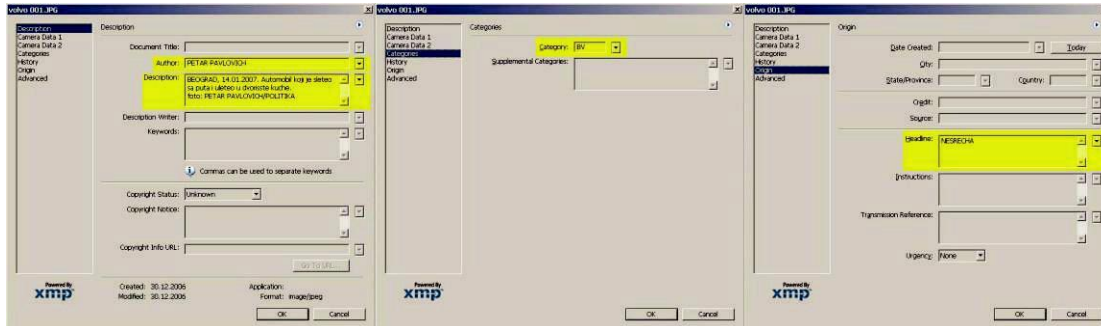 volvo 001.JPG
Description
Camera Data 1
Camera Data 2
Categories
History
Origin
Advanced
Description
Document Title:
Author: PETAR PAVLOVICH
Description: BEOGRAD, 14.01.2007. Automobil koji je sleteo
sa puta i uleteo u dvoriste kuche.
foto: PETAR PAVLOVICH/POLITIKA
Description Writer:
Keywords:
Commas can be used to separate keywords
Copyright Status: Unknown
Copyright Notice:
Copyright Info URL:
Go To URL...
Powered By
xmp
Created: 30.12.2006
Modified: 30.12.2006
Application:
Format: image/jpeg
OK Cancel
volvo 001.JPG
Description
Camera Data 1
Camera Data 2
Categories
History
Origin
Advanced
Categories
Category: BV
Supplemental Categories:
Powered By
xmp
OK Cancel
volvo 001.JPG
Description
Camera Data 1
Camera Data 2
Categories
History
Origin
Advanced
Origin
Date Created: Today
City:
State/Province: Country:
Credit:
Source:
Headline: NESRECHA
Instructions:
Transmission Reference:
Urgency: None
Powered By
xmp
OK Cancel